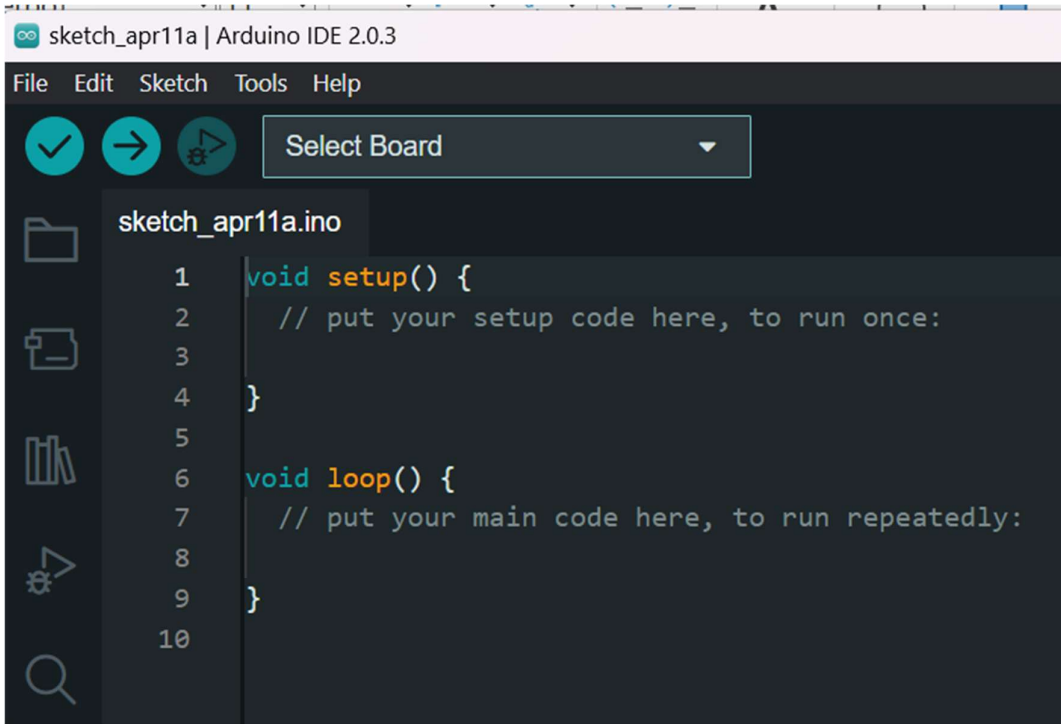 sketch_apr11a | Arduino IDE 2.0.3
File Edit Sketch Tools Help
Select Board
sketch_apr11a.ino
1 void setup() {
2 // put your setup code here, to run once:
3
4 }
5
6 void loop() {
7 // put your main code here, to run repeatedly:
8
9 }
10